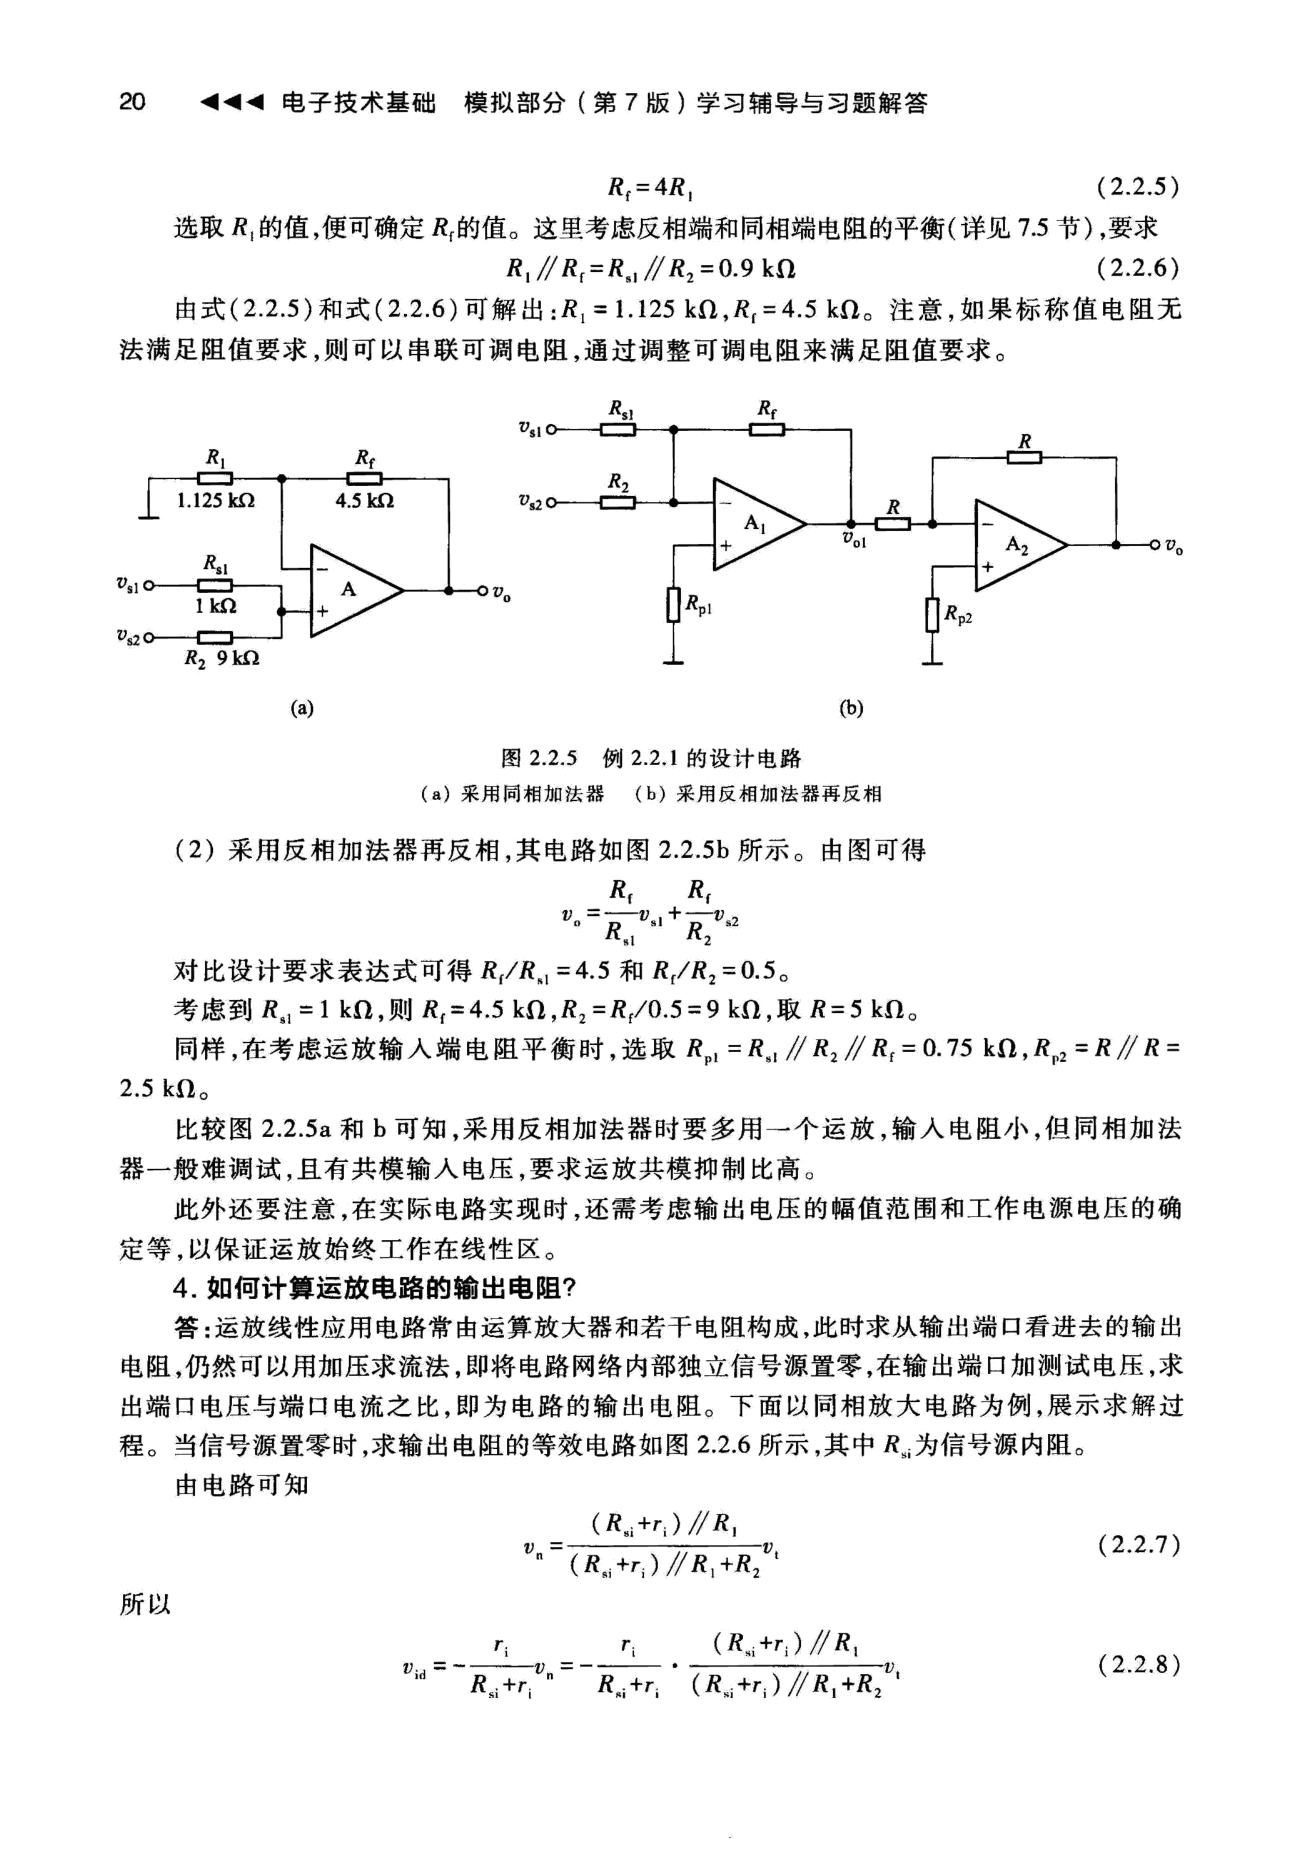 20 ◀◀◀ 电子技术基础 模拟部分(第7版)学习辅导与习题解答
R_f=4R_1 (2.2.5)
选取 R_1的值,便可确定 R_f的值。这里考虑反相端和同相端电阻的平衡(详见 7.5 节),要求
R_1∥R_f=R_s1∥R_2=0.9 kΩ (2.2.6)
由式(2.2.5)和式(2.2.6)可解出:R_1=1.125 kΩ,R_f=4.5 kΩ。注意,如果标称值电阻无
法满足阻值要求,则可以串联可调电阻,通过调整可调电阻来满足阻值要求。
R_1
1.125 kΩ
R_f
4.5 kΩ
v_s1
R_s1
1 kΩ
v_s2
R_2 9 kΩ
−
+
A
v_o
(a)
v_s1
R_s1
R_f
v_s2
R_2
−
+
A_1
R_p1
v_o1
R
R
−
+
A_2
R_p2
v_o
(b)
图 2.2.5 例 2.2.1 的设计电路
(a) 采用同相加法器 (b) 采用反相加法器再反相
(2) 采用反相加法器再反相,其电路如图 2.2.5b 所示。由图可得
v_o=\frac{R_f}{R_s1}v_s1+\frac{R_f}{R_2}v_s2
对比设计要求表达式可得 R_f/R_s1=4.5 和 R_f/R_2=0.5。
考虑到 R_s1=1 kΩ,则 R_f=4.5 kΩ,R_2=R_f/0.5=9 kΩ,取 R=5 kΩ。
同样,在考虑运放输入端电阻平衡时,选取 R_p1=R_s1∥R_2∥R_f=0.75 kΩ,R_p2=R∥R=
2.5 kΩ。
比较图 2.2.5a 和 b 可知,采用反相加法器时要多用一个运放,输入电阻小,但同相加法
器一般难调试,且有共模输入电压,要求运放共模抑制比高。
此外还要注意,在实际电路实现时,还需考虑输出电压的幅值范围和工作电源电压的确
定等,以保证运放始终工作在线性区。
4. 如何计算运放电路的输出电阻?
答:运放线性应用电路常由运算放大器和若干电阻构成,此时求从输出端口看进去的输出
电阻,仍然可以用加压求流法,即将电路网络内部独立信号源置零,在输出端口加测试电压,求
出端口电压与端口电流之比,即为电路的输出电阻。下面以同相放大电路为例,展示求解过
程。当信号源置零时,求输出电阻的等效电路如图 2.2.6 所示,其中 R_si为信号源内阻。
由电路可知
v_n=\frac{(R_si+r_i)∥R_1}{(R_si+r_i)∥R_1+R_2}v_t (2.2.7)
所以
v_id=-\frac{r_i}{R_si+r_i}v_n=-\frac{r_i}{R_si+r_i}·\frac{(R_si+r_i)∥R_1}{(R_si+r_i)∥R_1+R_2}v_t (2.2.8)